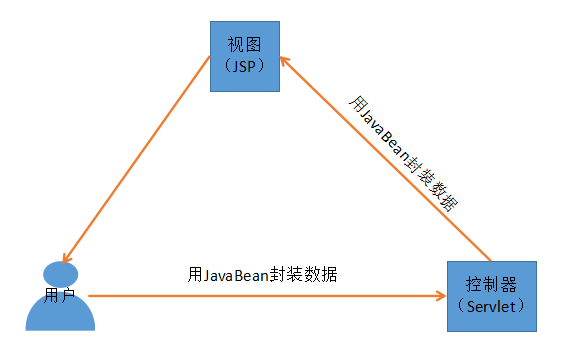 视图
（JSP）
用JavaBean封装数据
用户
用JavaBean封装数据
控制器
（Servlet）